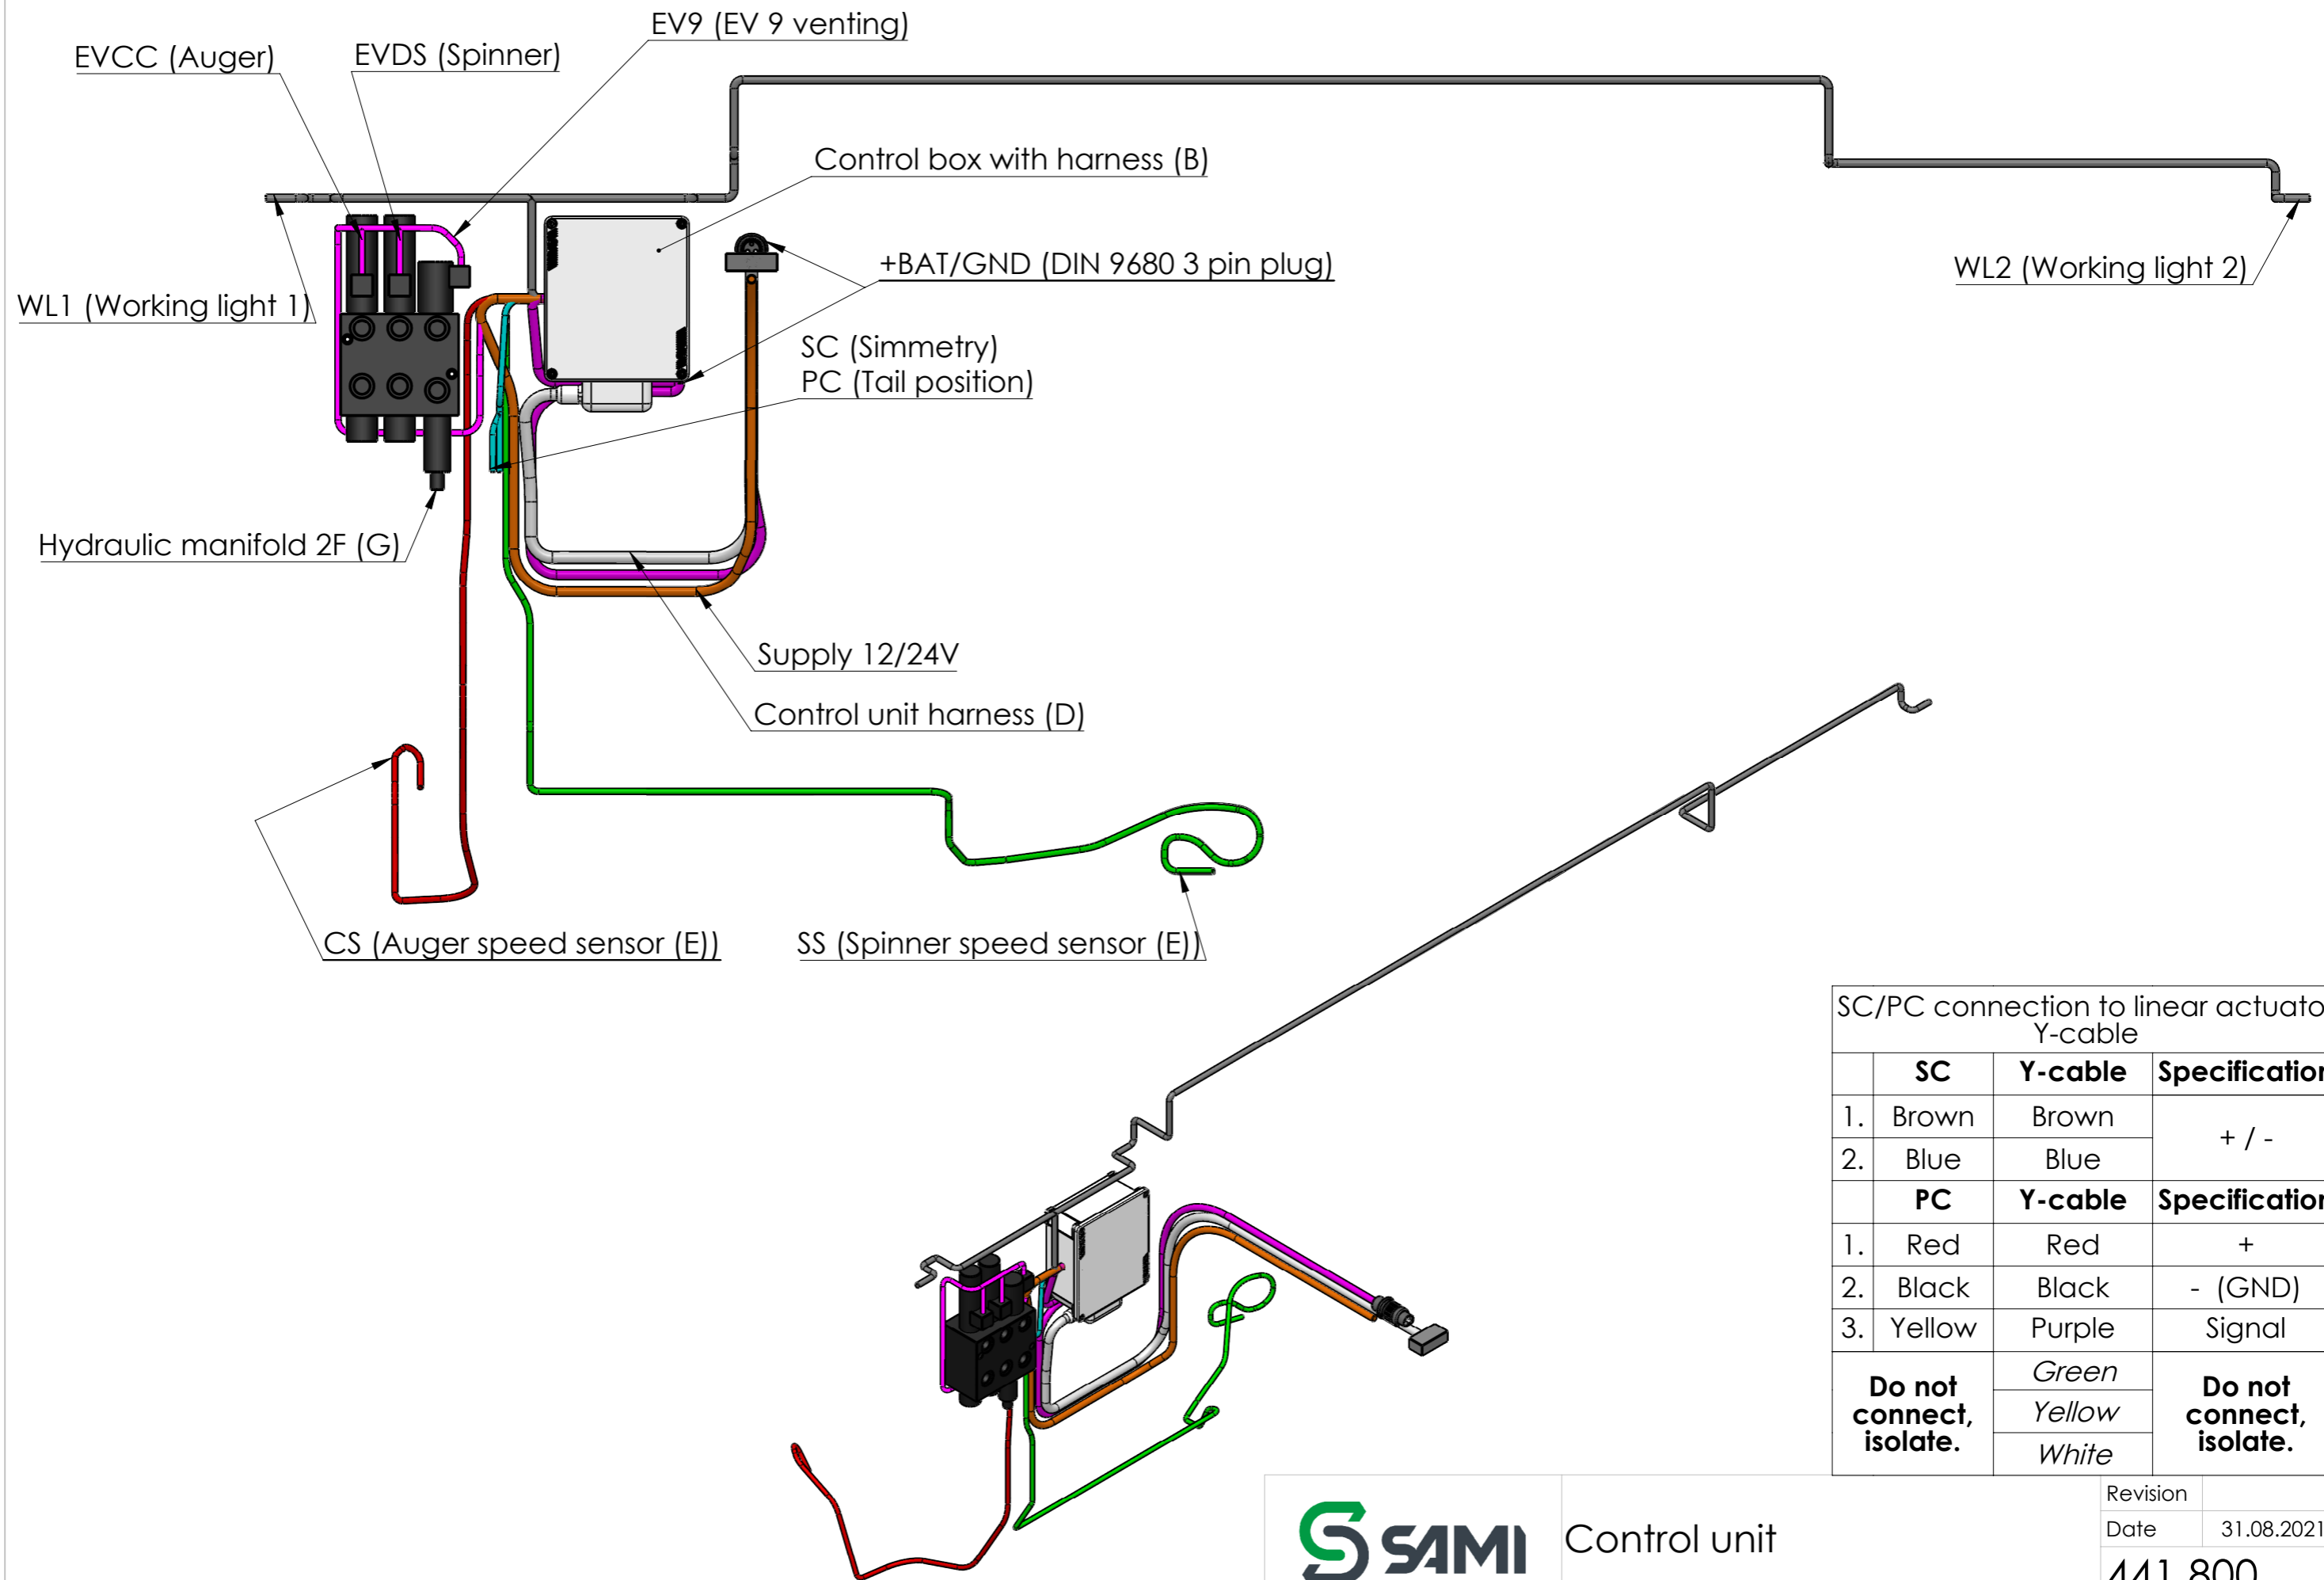 EV9 (EV 9 venting)
EVCC (Auger)
EVDS (Spinner)
Control box with harness (B)
+BAT/GND (DIN 9680 3 pin plug)
WL2 (Working light 2)
WL1 (Working light 1)
SC (Simmetry)
PC (Tail position)
Hydraulic manifold 2F (G)
Supply 12/24V
Control unit harness (D)
CS (Auger speed sensor (E))
SS (Spinner speed sensor (E))
SC/PC connection to linear actuato
Y-cable
SC Y-cable Specification
1. Brown Brown + / -
2. Blue Blue
PC Y-cable Specification
1. Red Red +
2. Black Black - (GND)
3. Yellow Purple Signal
Do not connect, isolate. Green Do not connect, isolate.
Yellow
White
SAMI
Control unit
Revision
Date 31.08.2021
441.800